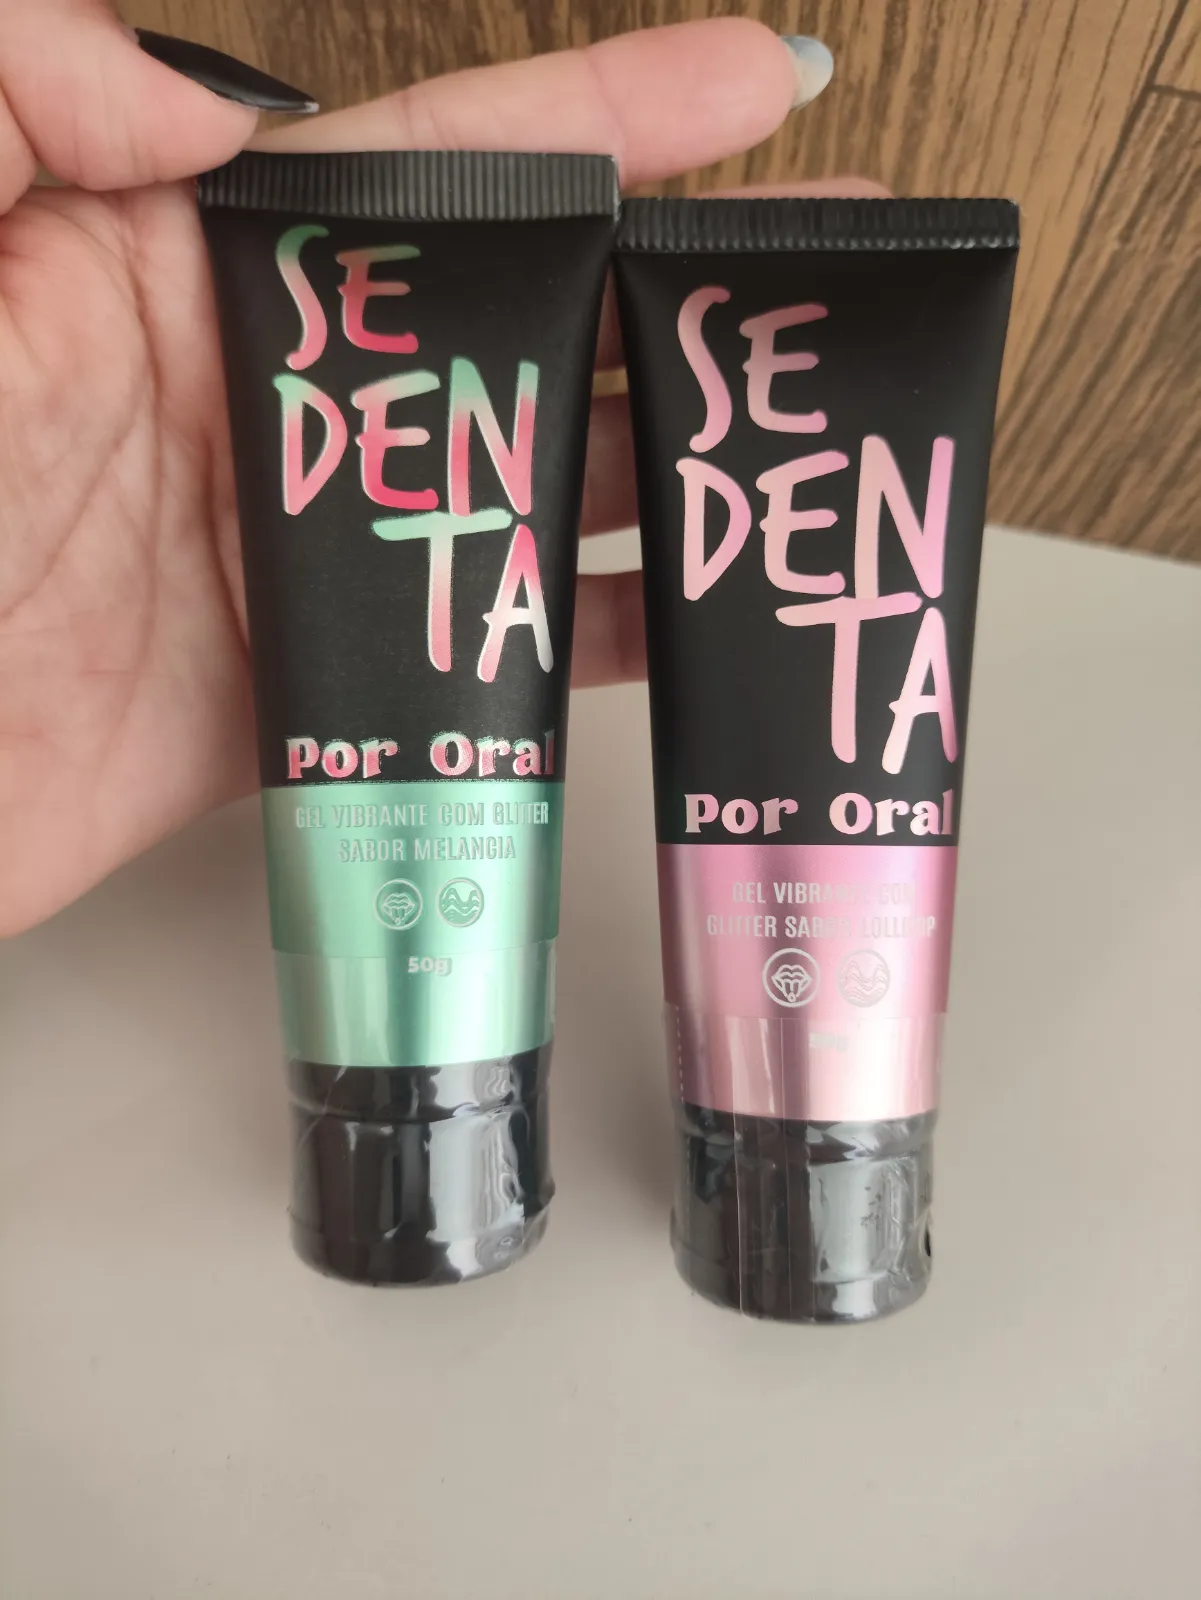 SE
DEN
TA
Por Oral
GEL VIBRANTE COM GLITTER
SABOR MELANCIA
50g
SE
DEN
TA
Por Oral
GEL VIBRANTE COM
GLITTER SABOR LOLLIPOP
50g